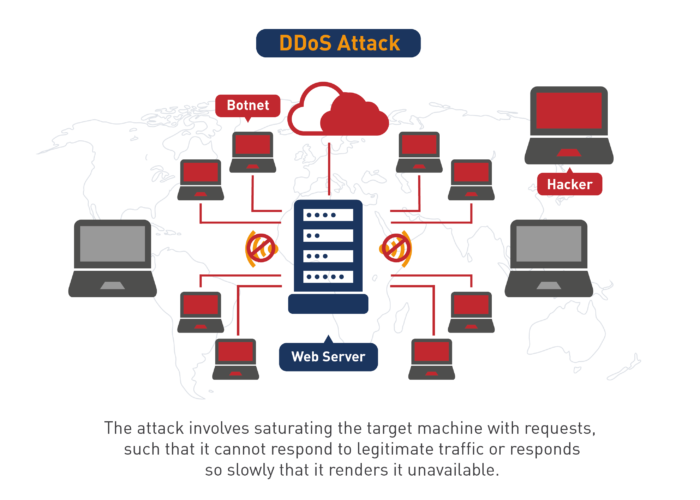 DDoS Attack
Botnet
Hacker
Web Server
The attack involves saturating the target machine with requests,
such that it cannot respond to legitimate traffic or responds
so slowly that it renders it unavailable.